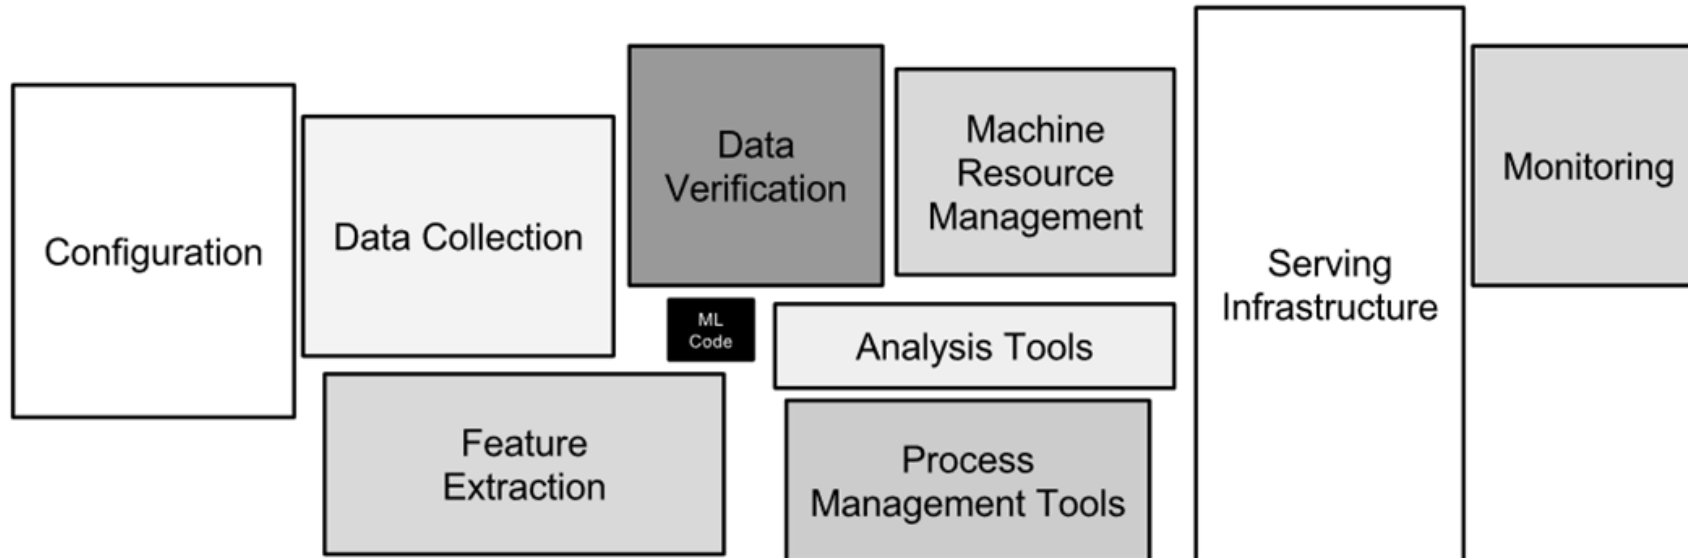 Configuration
Data Collection
Data
Verification
Machine
Resource
Management
Monitoring
Serving
Infrastructure
ML
Code
Analysis Tools
Feature
Extraction
Process
Management Tools